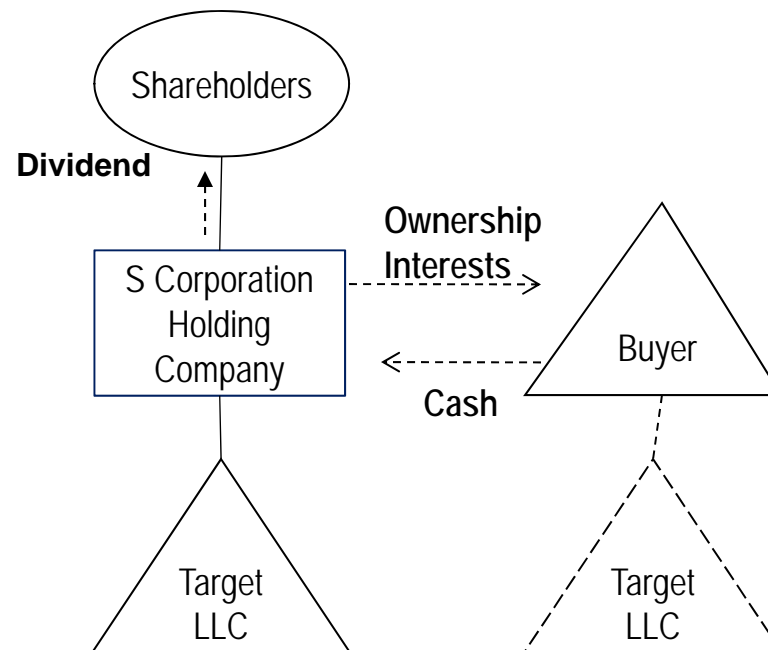 Shareholders
Dividend
Ownership
Interests
S Corporation
Holding
Company
Buyer
Cash
Target
LLC
Target
LLC